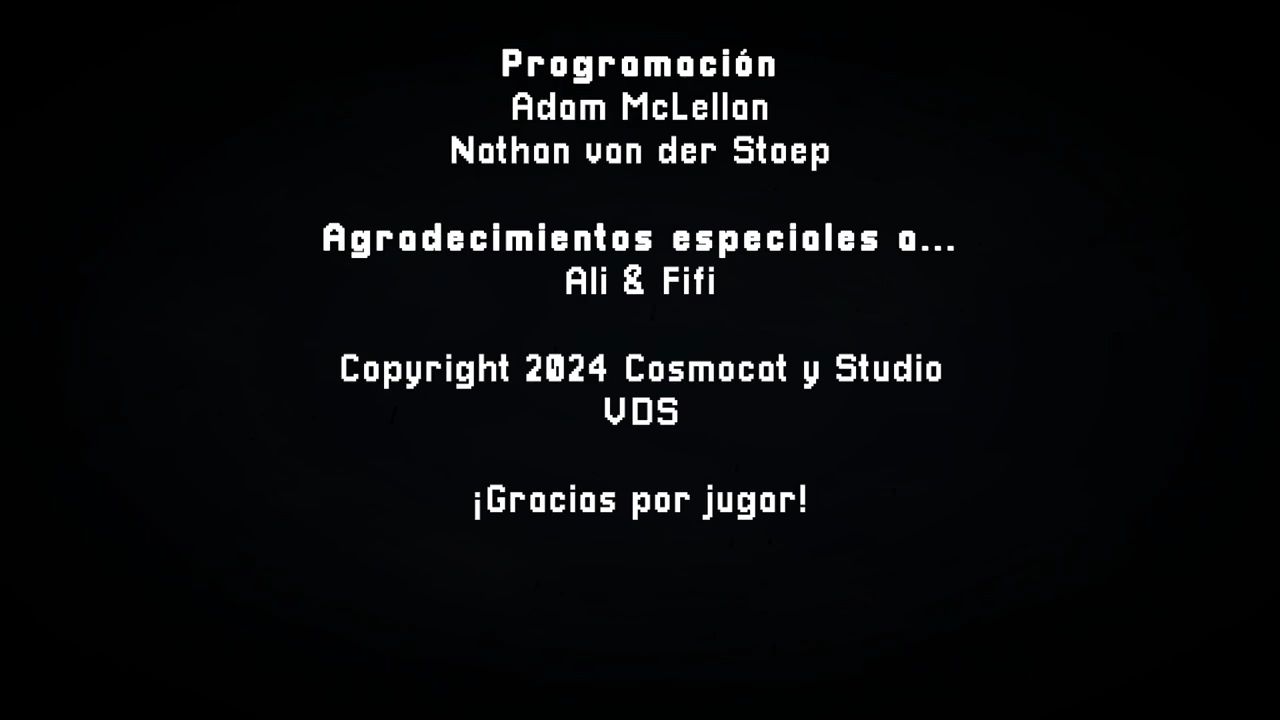 Programación
Adam McLellan
Nathan van der Stoep
Agradecimientos especiales a...
Ali & Fifi
Copyright 2024 Cosmocat y Studio
VDS
¡Gracias por jugar!